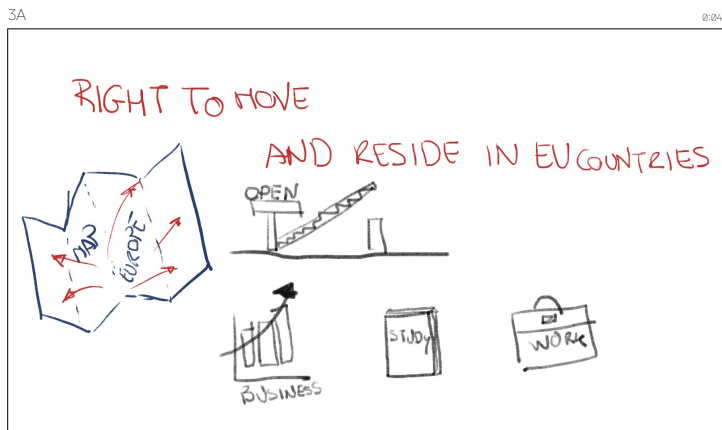 3A
0:04
RIGHT TO MOVE
AND RESIDE IN EU COUNTRIES
OPEN
MAP
EUROPE
STUDY
WORK
BUSINESS